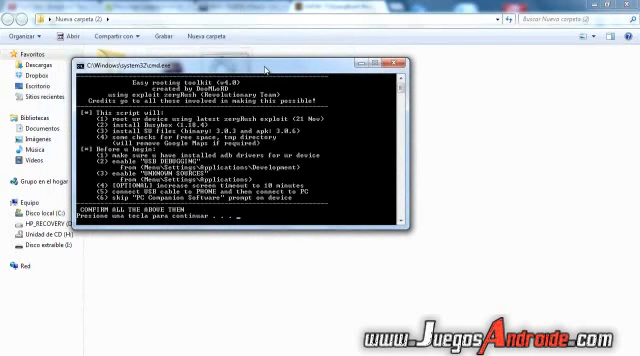 Nueva carpeta (2)
Buscar Nueva carpeta (2)
Organizar
Abrir
Compartir con
Grabar
Nueva carpeta
Favoritos
Descargas
Dropbox
Escritorio
Sitios recientes
Bibliotecas
Documentos
Imágenes
Música
Vídeos
Grupo en el hogar
Equipo
Disco local (C:)
HP_RECOVERY (D:)
Unidad de CD (H:)
Disco extraíble (I:)
Red
C:\Windows\system32\cmd.exe
Easy rooting toolkit (v4.0)
created by DooMLoRD
using exploit zergRush (Revolutionary Team)
Credits go to all those involved in making this possible!
[*] This script will:
(1) root ur device using latest zergRush exploit (21 Nov)
(2) install Busybox (1.18.4)
(3) install SU files (binary: 3.0.3 and apk: 3.0.6)
(4) some checks for free space, tmp directory
(will remove Google Maps if required)
[*] Before u begin:
(1) make sure u have installed adb drivers for ur device
(2) enable "USB DEBUGGING"
from (Menu\Settings\Applications\Development)
(3) enable "UNKNOWN SOURCES"
from (Menu\Settings\Applications)
(4) [OPTIONAL] increase screen timeout to 10 minutes
(5) connect USB cable to PHONE and then connect to PC
(6) skip "PC Companion Software" prompt on device
CONFIRM ALL THE ABOVE THEN
Presione una tecla para continuar . . . _
www.JuegosAndroide.com